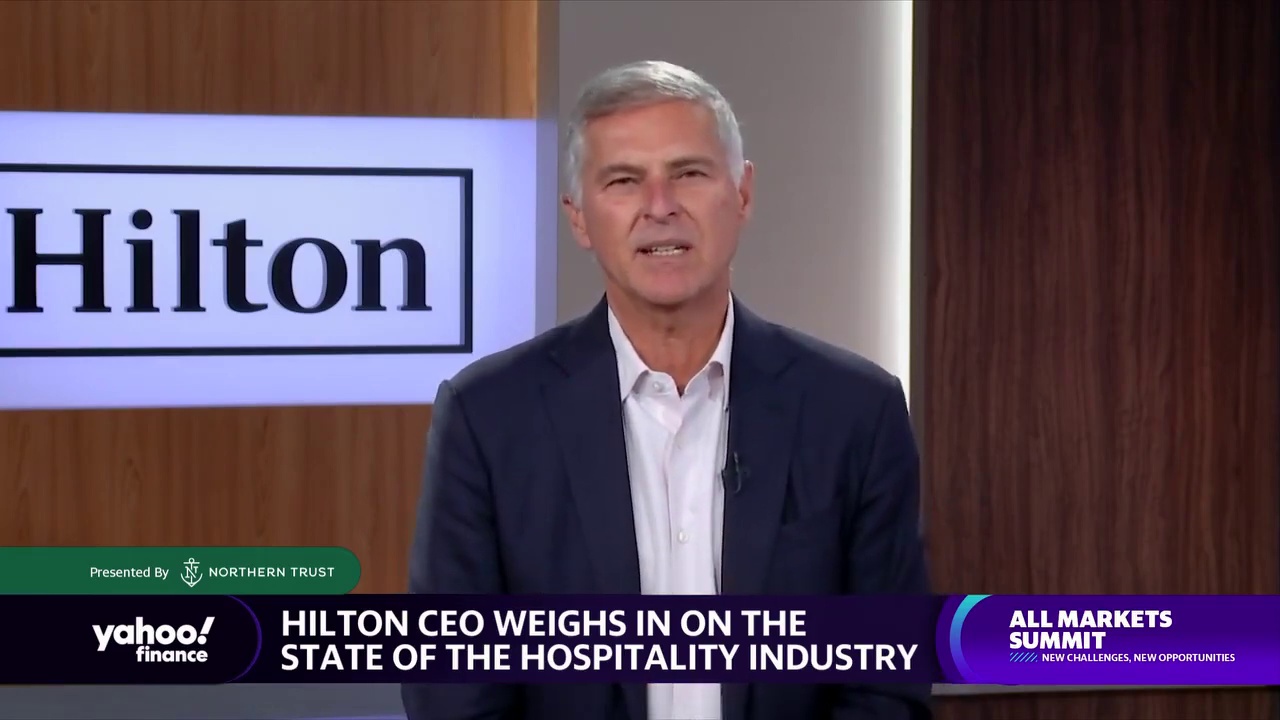 Hilton
Presented By NORTHERN TRUST
yahoo!
finance
HILTON CEO WEIGHS IN ON THE
STATE OF THE HOSPITALITY INDUSTRY
ALL MARKETS
SUMMIT
NEW CHALLENGES, NEW OPPORTUNITIES